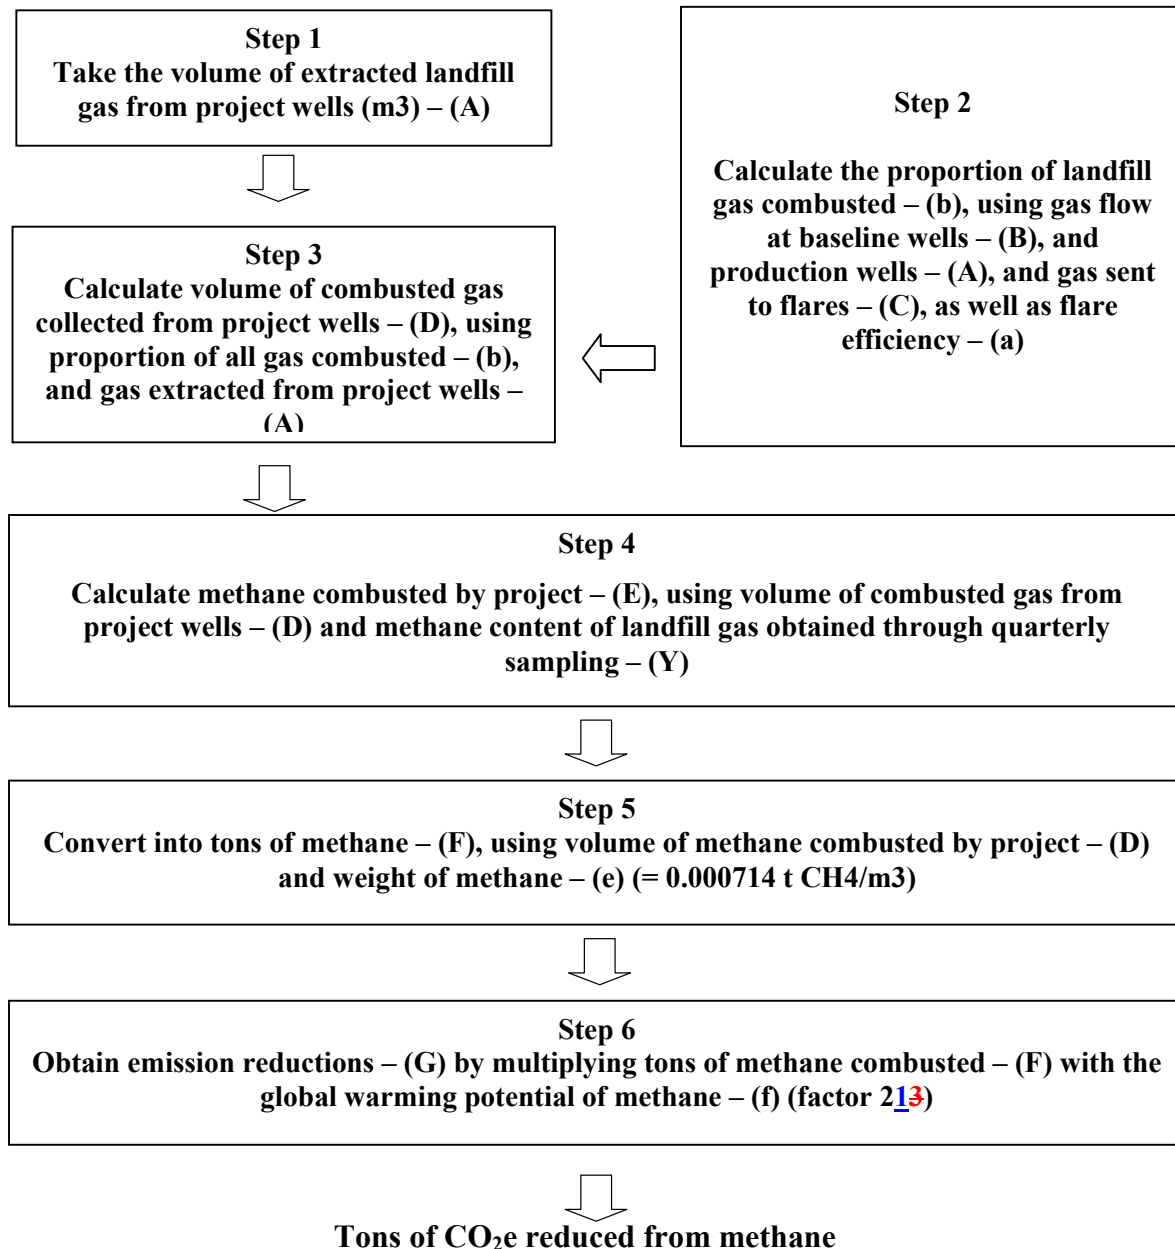 Step 1
Take the volume of extracted landfill
gas from project wells (m3) – (A)
Step 2
Calculate the proportion of landfill
gas combusted – (b), using gas flow
at baseline wells – (B), and
production wells – (A), and gas sent
to flares – (C), as well as flare
efficiency – (a)
Step 3
Calculate volume of combusted gas
collected from project wells – (D), using
proportion of all gas combusted – (b),
and gas extracted from project wells –
(A)
Step 4
Calculate methane combusted by project – (E), using volume of combusted gas from
project wells – (D) and methane content of landfill gas obtained through quarterly
sampling – (Y)
Step 5
Convert into tons of methane – (F), using volume of methane combusted by project – (D)
and weight of methane – (e) (= 0.000714 t CH4/m3)
Step 6
Obtain emission reductions – (G) by multiplying tons of methane combusted – (F) with the
global warming potential of methane – (f) (factor 213)
Tons of CO₂e reduced from methane